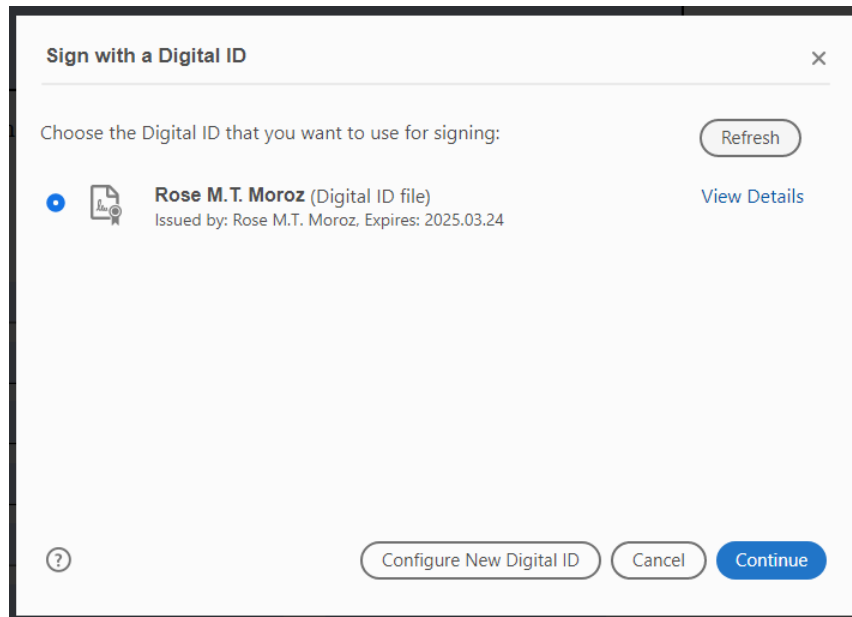 Sign with a Digital ID
Choose the Digital ID that you want to use for signing:
Refresh
Rose M.T. Moroz (Digital ID file)
View Details
Issued by: Rose M.T. Moroz, Expires: 2025.03.24
Configure New Digital ID
Cancel
Continue